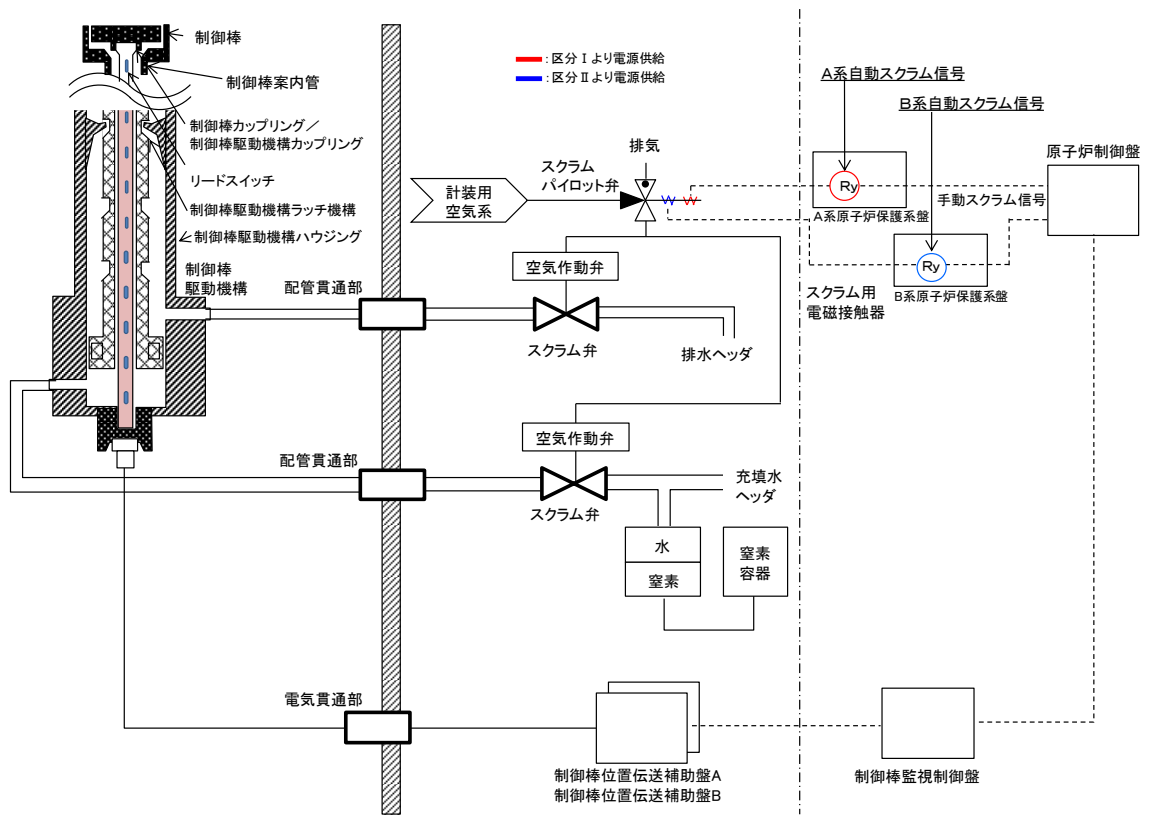 制御棒
制御棒案内管
制御棒カップリング／
制御棒駆動機構カップリング
リードスイッチ
制御棒駆動機構ラッチ機構
制御棒駆動機構ハウジング
制御棒
駆動機構
：区分Ⅰより電源供給
：区分Ⅱより電源供給
排気
スクラム
パイロット弁
計装用
空気系
A系自動スクラム信号
B系自動スクラム信号
原子炉制御盤
Ry
A系原子炉保護系盤
手動スクラム信号
Ry
B系原子炉保護系盤
スクラム用
電磁接触器
空気作動弁
配管貫通部
スクラム弁
排水ヘッダ
空気作動弁
配管貫通部
スクラム弁
充填水
ヘッダ
水
窒素
窒素
容器
電気貫通部
制御棒位置伝送補助盤A
制御棒位置伝送補助盤B
制御棒監視制御盤